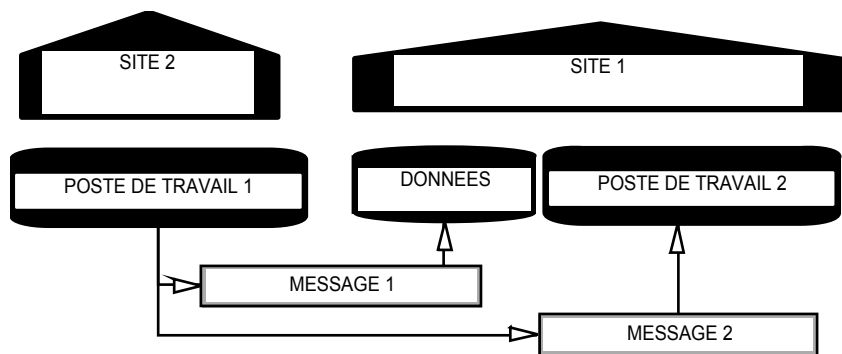 SITE 2
SITE 1
POSTE DE TRAVAIL 1
DONNEES
POSTE DE TRAVAIL 2
MESSAGE 1
MESSAGE 2